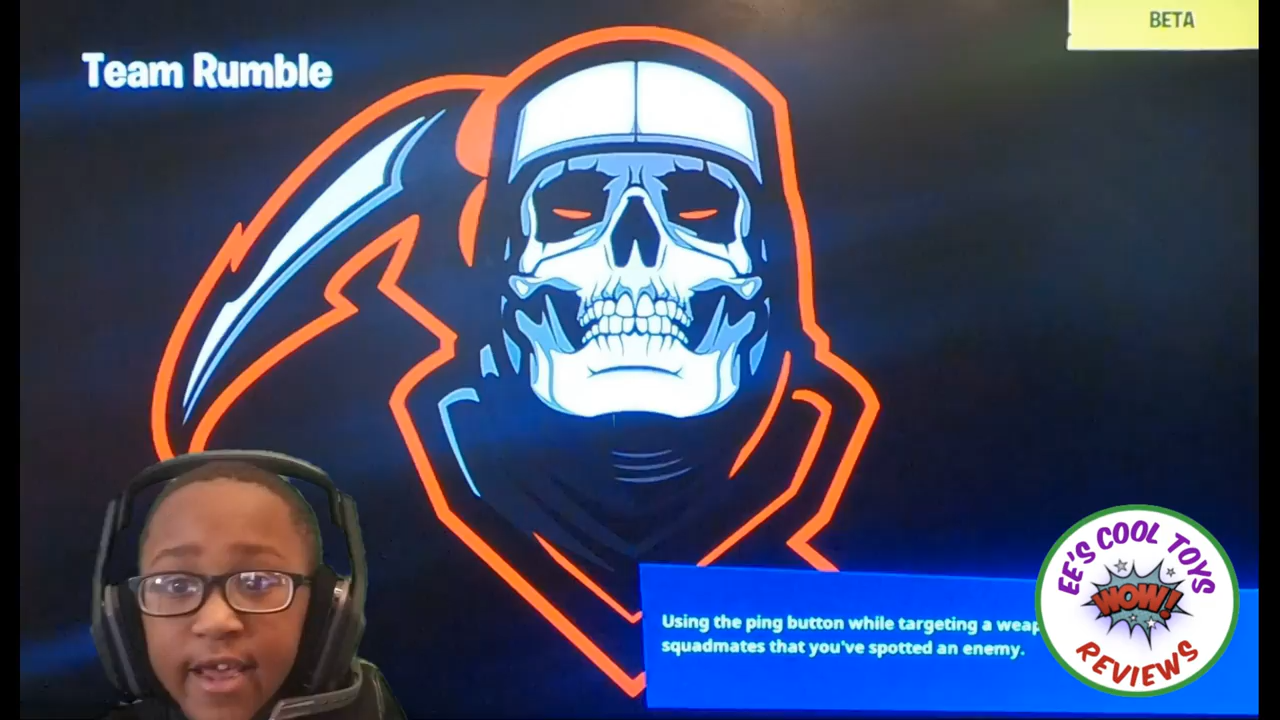 BETA
Team Rumble
EE'S COOL TOYS
WOW!
REVIEWS
Using the ping button while targeting a
squadmates that you've spotted an enemy.